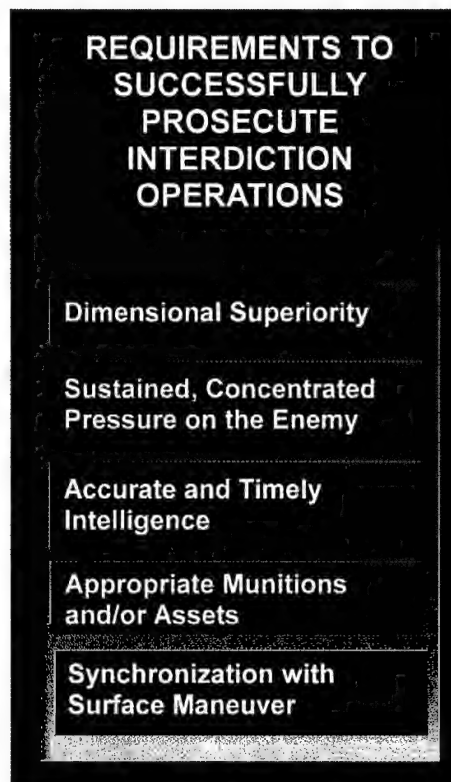 REQUIREMENTS TO
SUCCESSFULLY
PROSECUTE
INTERDICTION
OPERATIONS
Dimensional Superiority
Sustained, Concentrated
Pressure on the Enemy
Accurate and Timely
Intelligence
Appropriate Munitions
and/or Assets
Synchronization with
Surface Maneuver